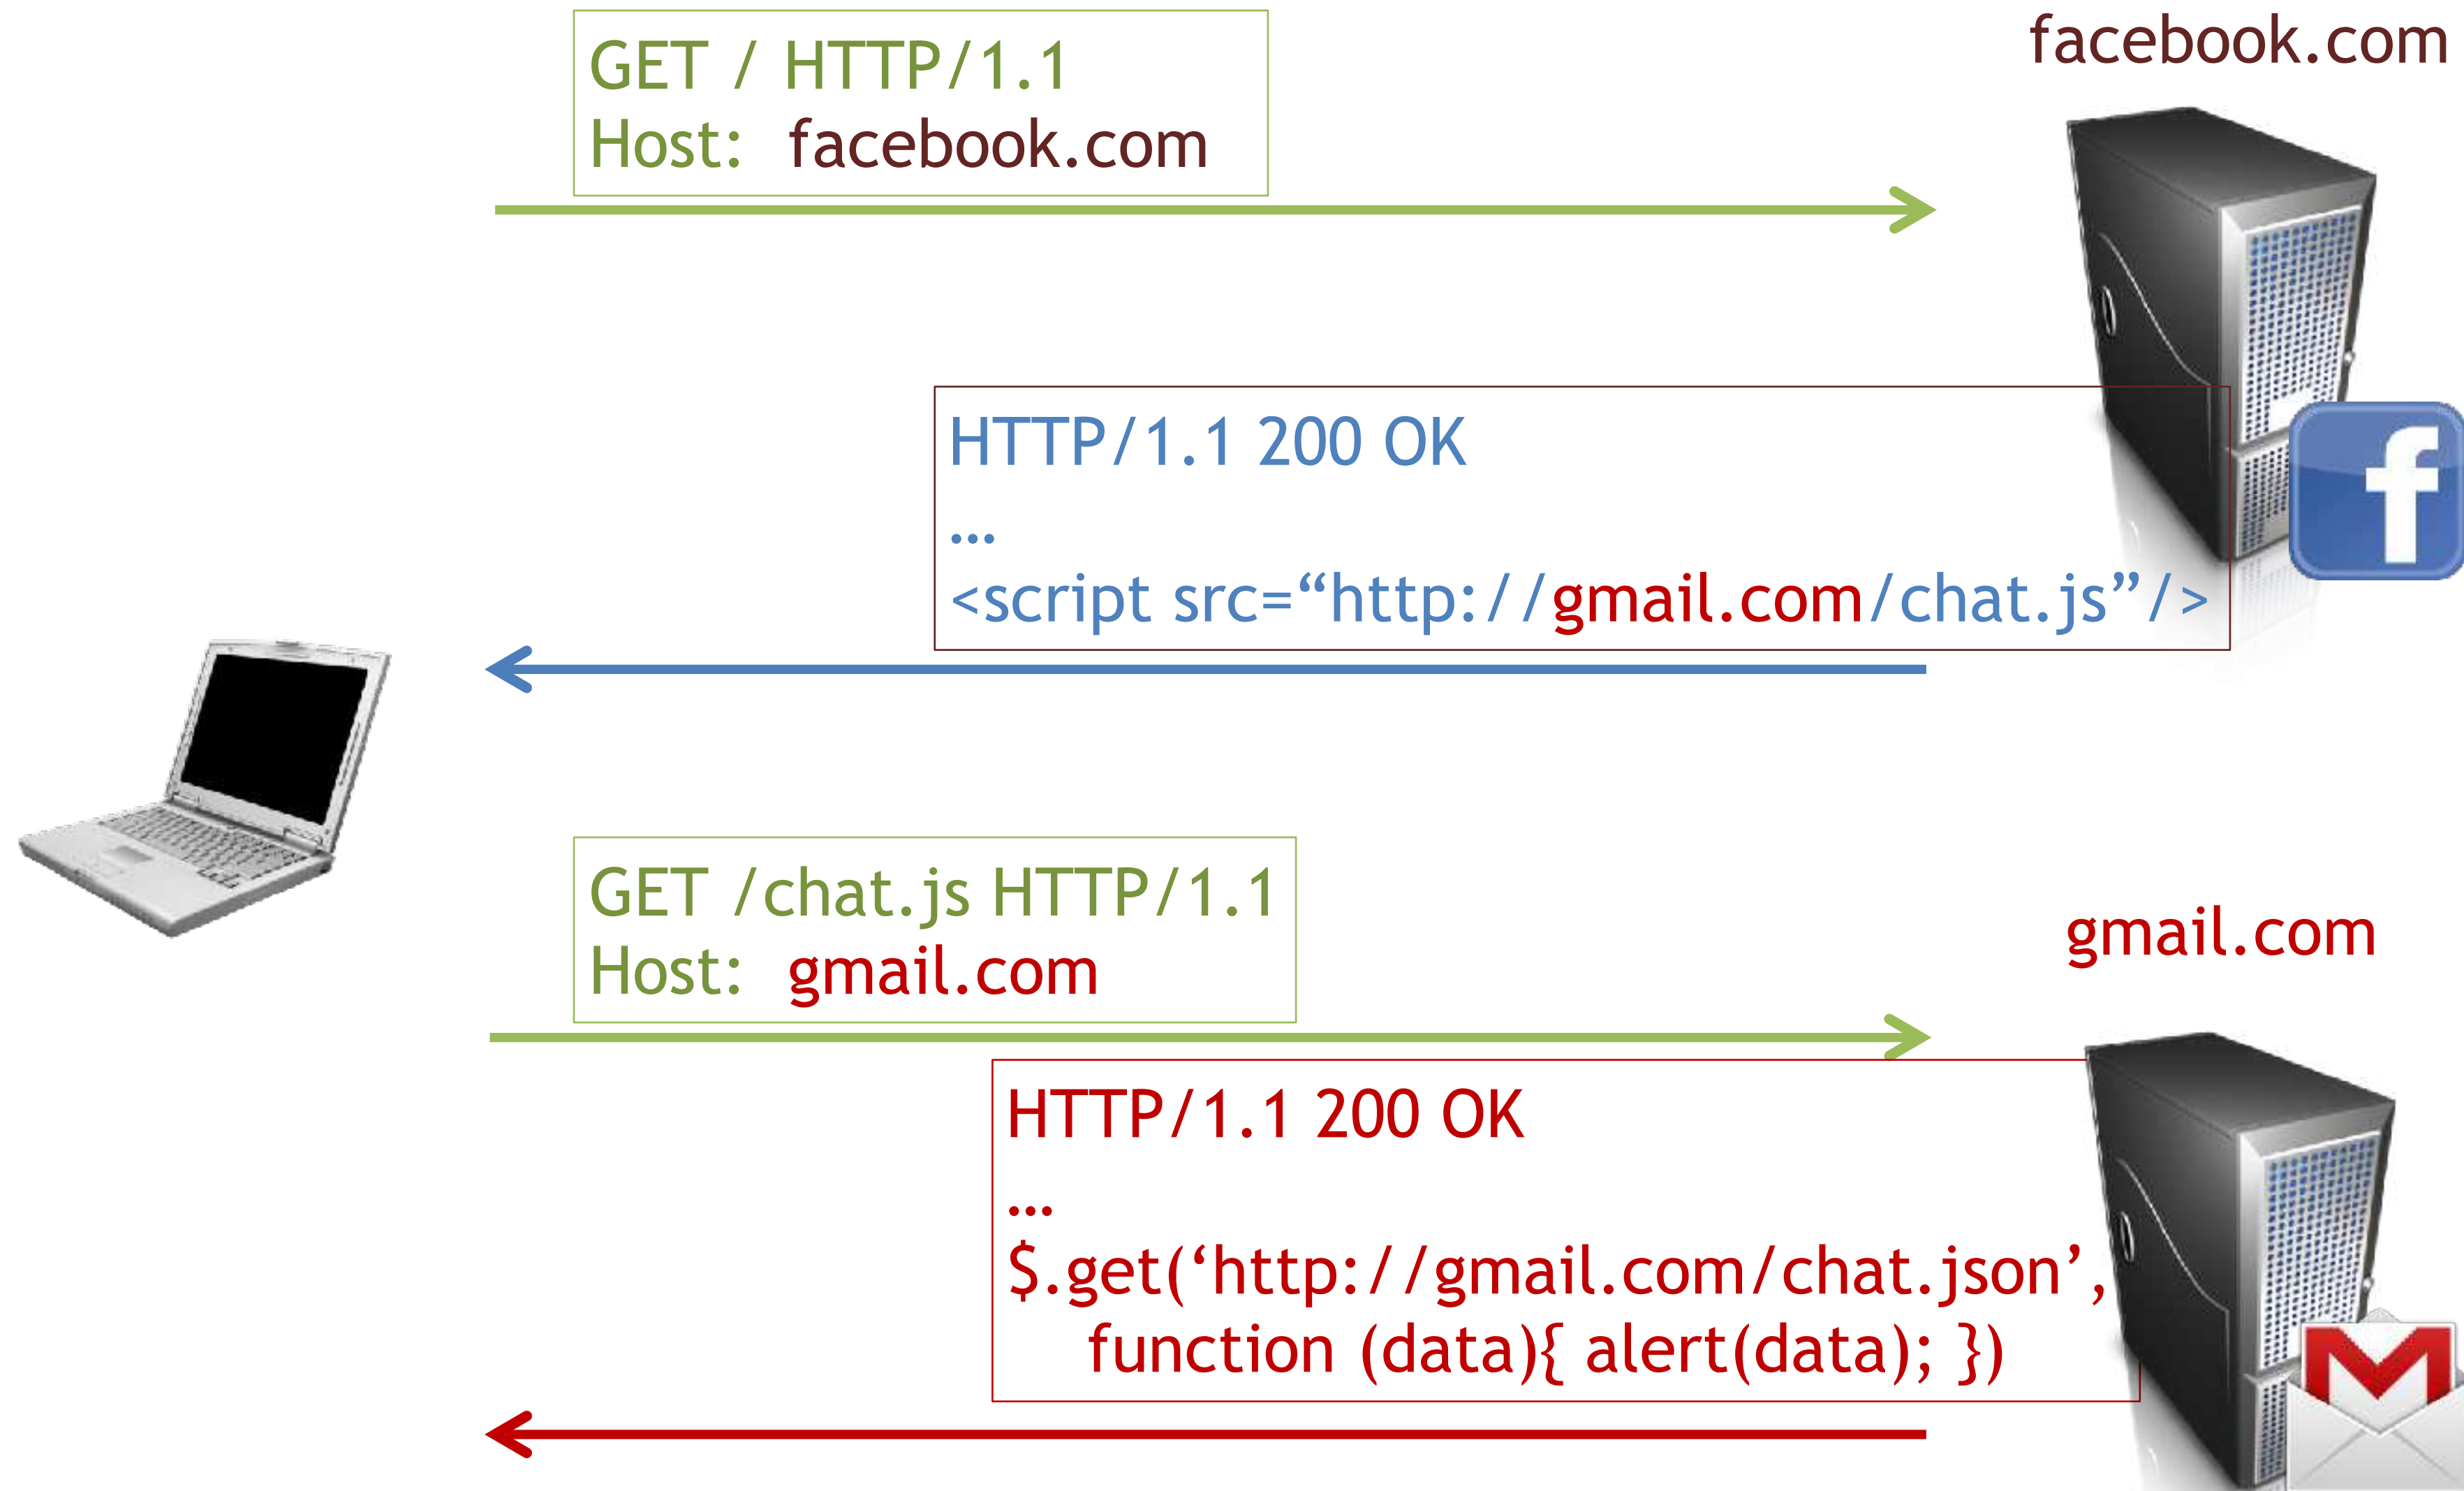 facebook.com
GET / HTTP/1.1
Host: facebook.com
HTTP/1.1 200 OK
…
<script src=“http://gmail.com/chat.js”/>
f
GET /chat.js HTTP/1.1
Host: gmail.com
gmail.com
HTTP/1.1 200 OK
…
$.get(‘http://gmail.com/chat.json’,
function (data){ alert(data); })
M